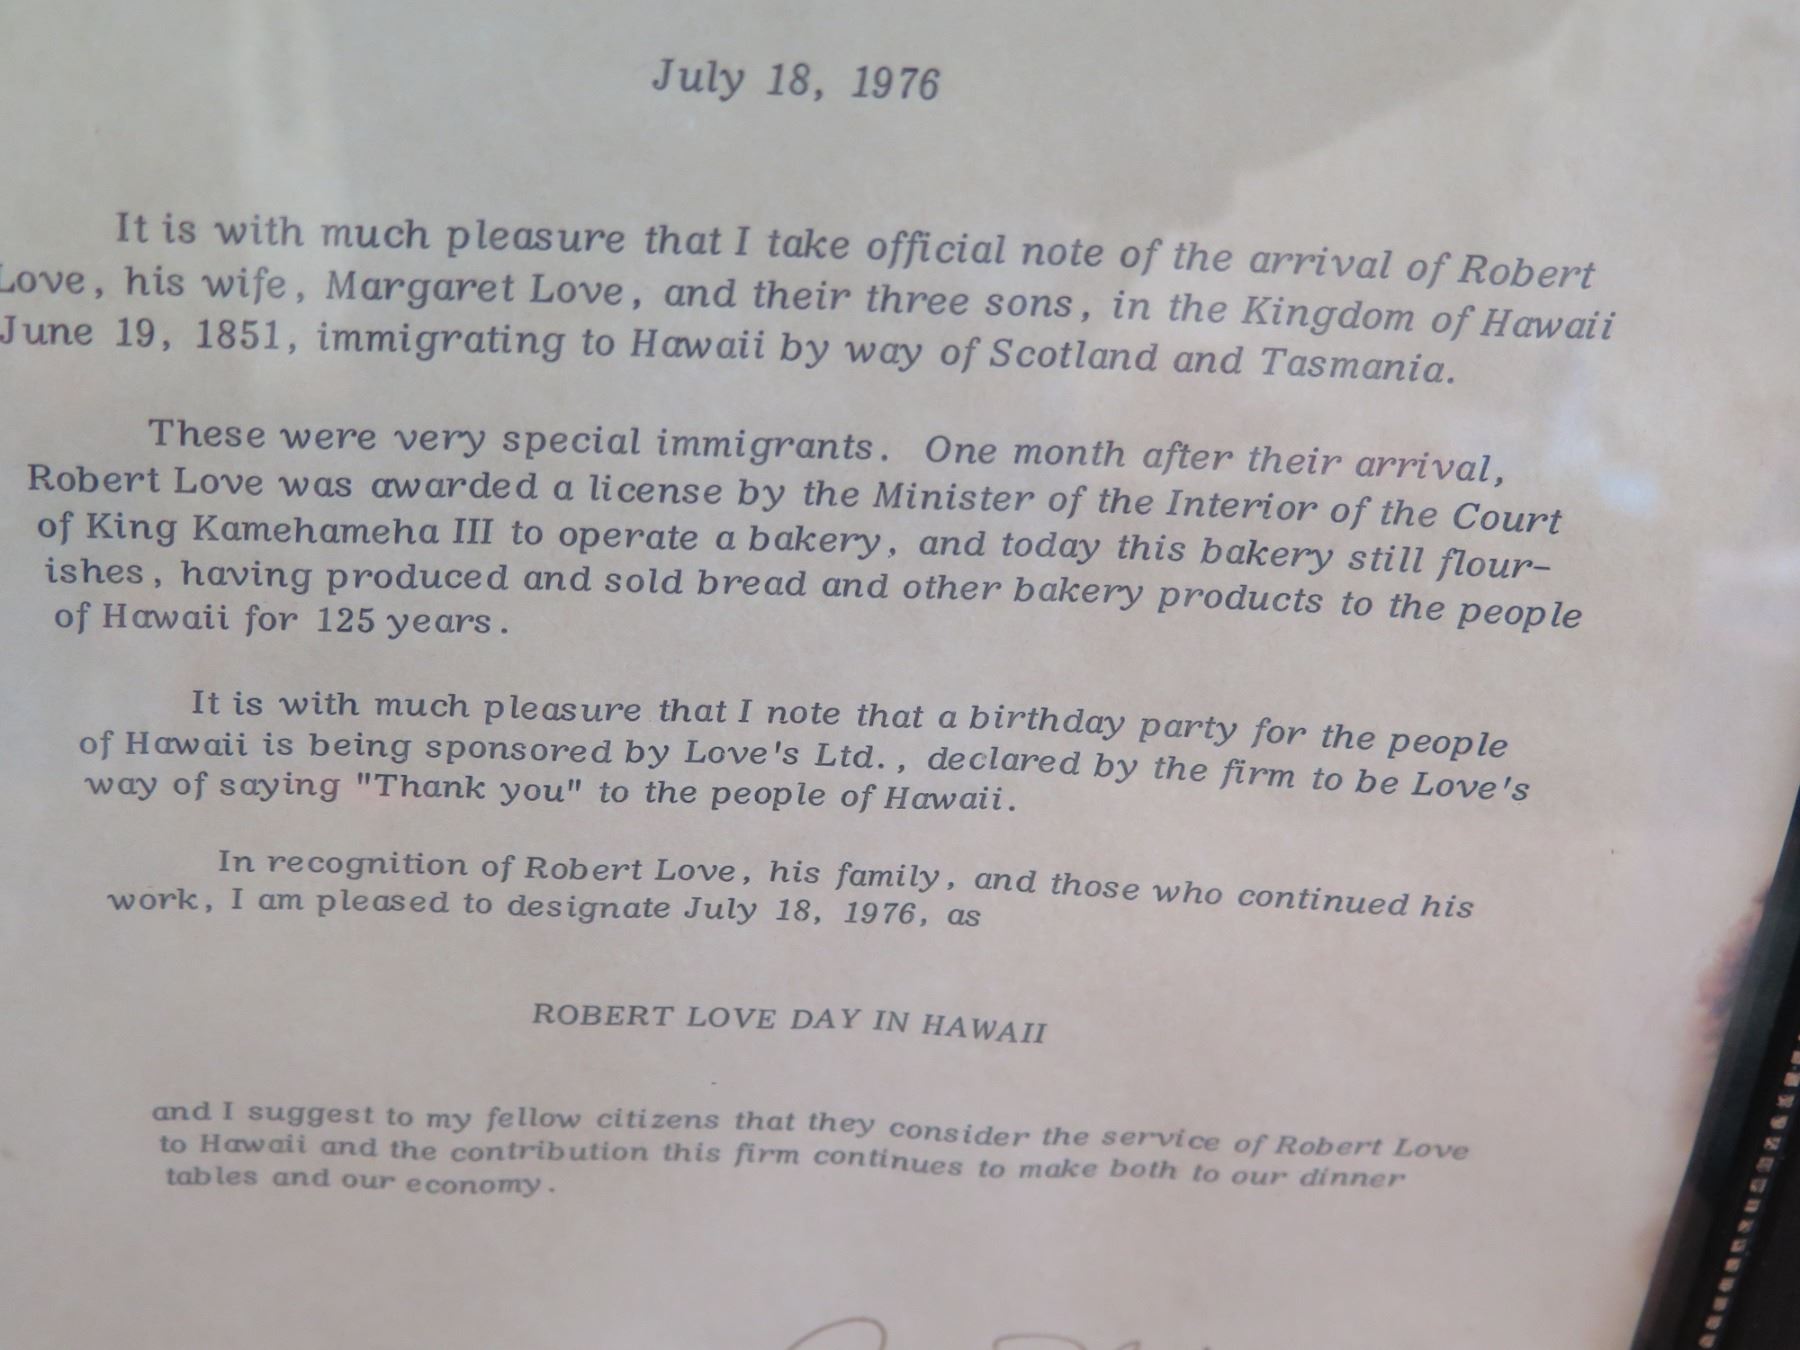 July 18, 1976
It is with much pleasure that I take official note of the arrival of Robert
Love, his wife, Margaret Love, and their three sons, in the Kingdom of Hawaii
June 19, 1851, immigrating to Hawaii by way of Scotland and Tasmania.
These were very special immigrants. One month after their arrival,
Robert Love was awarded a license by the Minister of the Interior of the Court
of King Kamehameha III to operate a bakery, and today this bakery still flour-
ishes, having produced and sold bread and other bakery products to the people
of Hawaii for 125 years.
It is with much pleasure that I note that a birthday party for the people
of Hawaii is being sponsored by Love's Ltd., declared by the firm to be Love's
way of saying "Thank you" to the people of Hawaii.
In recognition of Robert Love, his family, and those who continued his
work, I am pleased to designate July 18, 1976, as
ROBERT LOVE DAY IN HAWAII
and I suggest to my fellow citizens that they consider the service of Robert Love
to Hawaii and the contribution this firm continues to make both to our dinner
tables and our economy.